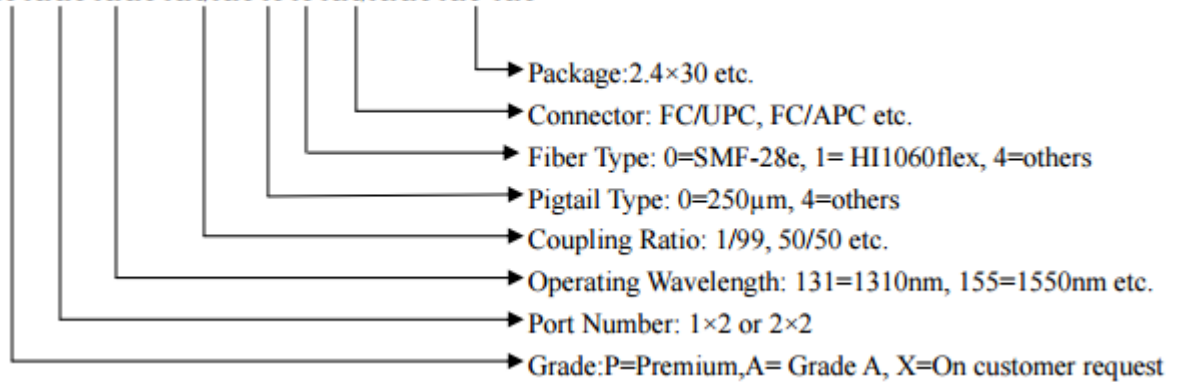 Package:2.4×30 etc.
Connector: FC/UPC, FC/APC etc.
Fiber Type: 0=SMF-28e, 1= HI1060flex, 4=others
Pigtail Type: 0=250μm, 4=others
Coupling Ratio: 1/99, 50/50 etc.
Operating Wavelength: 131=1310nm, 155=1550nm etc.
Port Number: 1×2 or 2×2
Grade:P=Premium,A= Grade A, X=On customer request